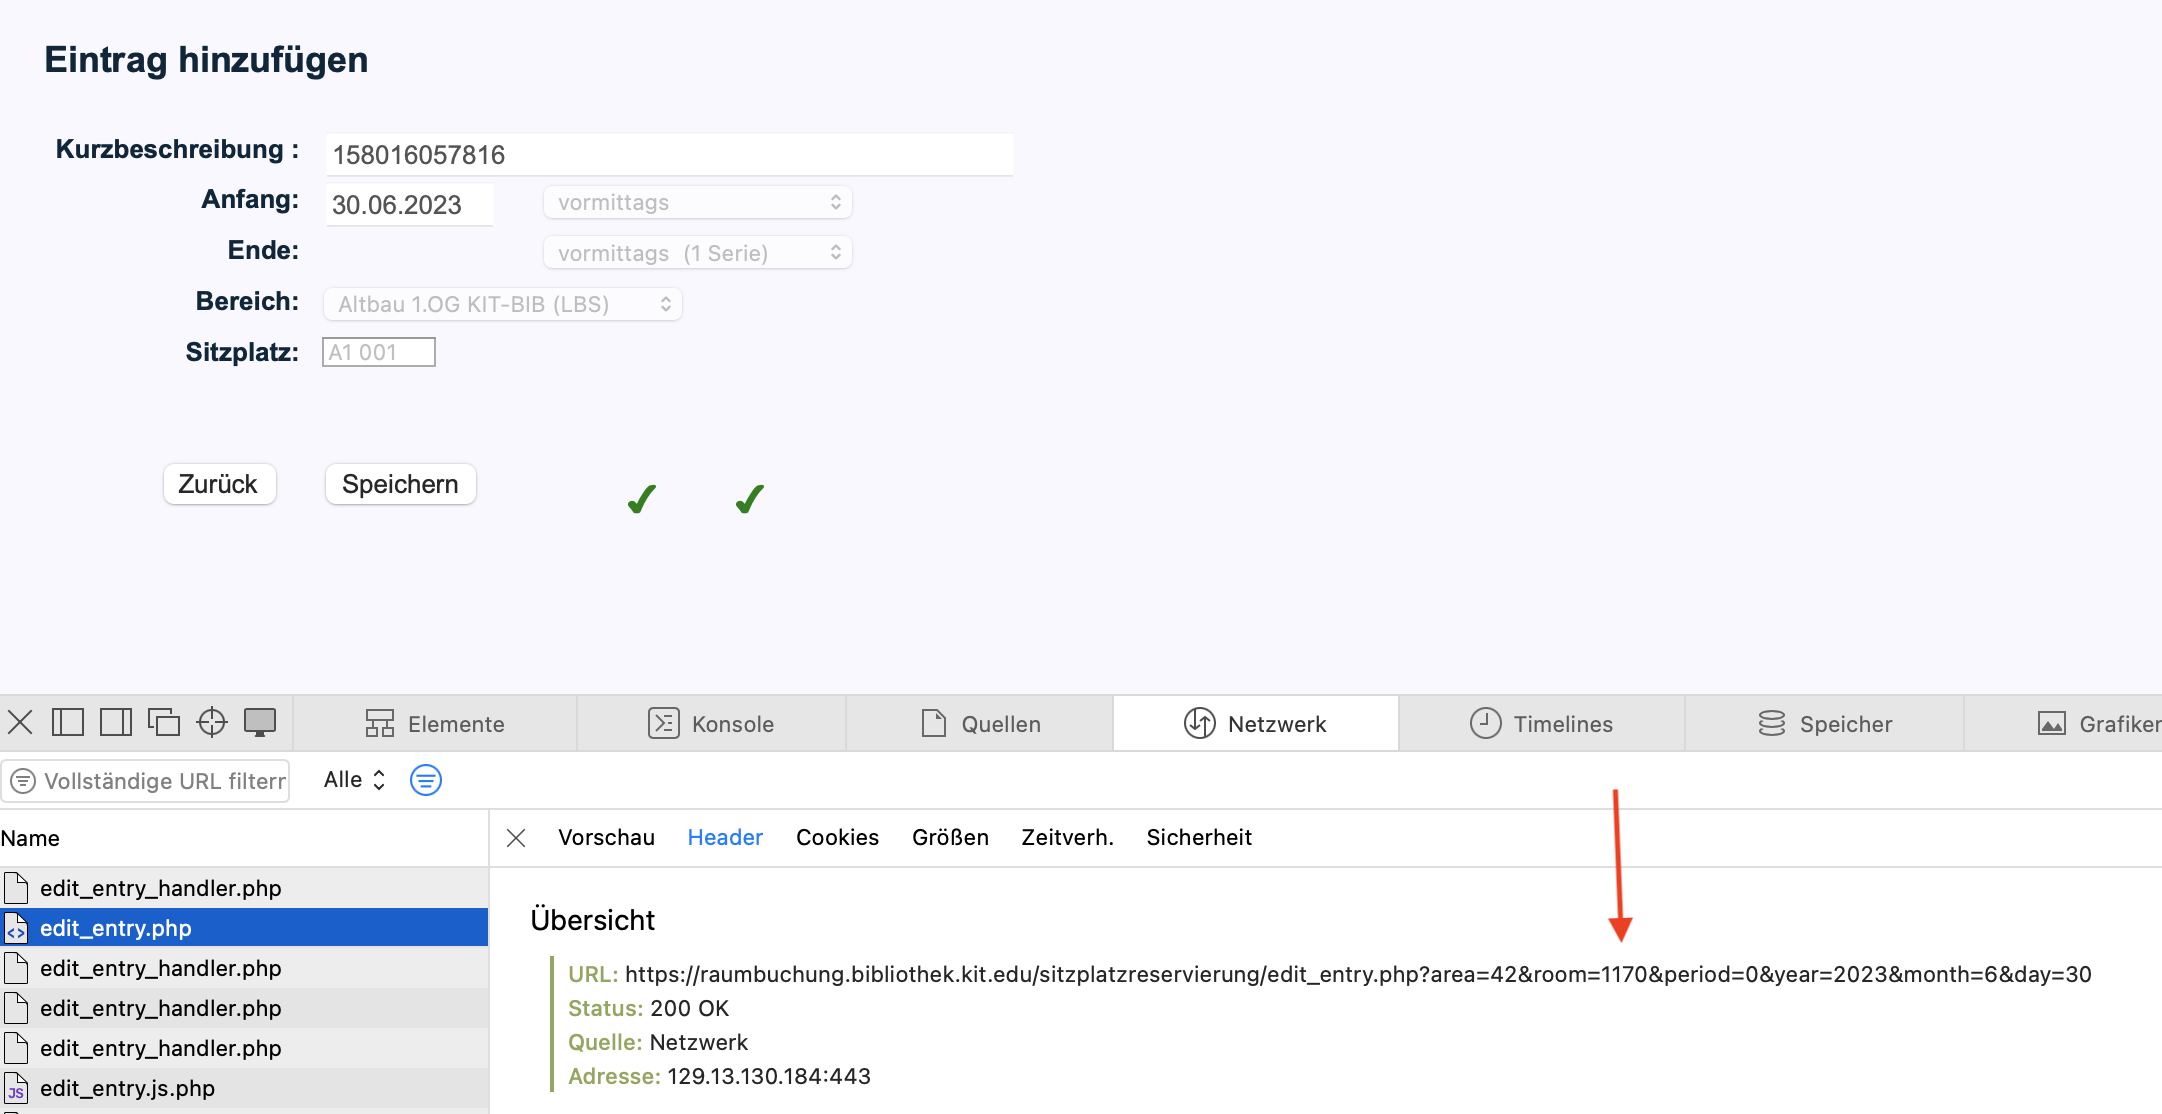 Eintrag hinzufügen
Kurzbeschreibung : 158016057816
Anfang: 30.06.2023 vormittags
Ende: vormittags (1 Serie)
Bereich: Altbau 1.OG KIT-BIB (LBS)
Sitzplatz: A1 001
Zurück Speichern ✔ ✔
Elemente Konsole Quellen Netzwerk Timelines Speicher Grafiken
Vollständige URL filtern Alle
Name Vorschau Header Cookies Größen Zeitverh. Sicherheit
edit_entry_handler.php
edit_entry.php
edit_entry_handler.php
edit_entry_handler.php
edit_entry_handler.php
JS edit_entry.js.php
Übersicht
URL: https://raumbuchung.bibliothek.kit.edu/sitzplatzreservierung/edit_entry.php?area=42&room=1170&period=0&year=2023&month=6&day=30
Status: 200 OK
Quelle: Netzwerk
Adresse: 129.13.130.184:443